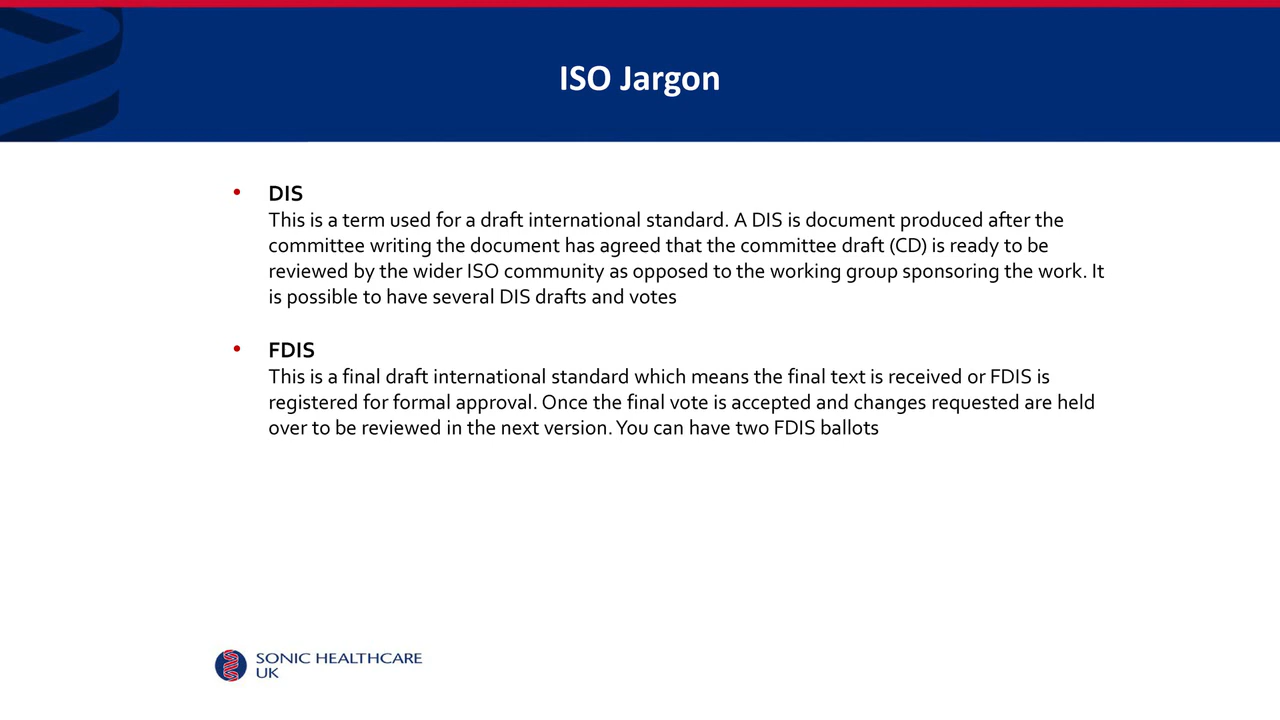 ISO Jargon
• DIS
This is a term used for a draft international standard. A DIS is document produced after the
committee writing the document has agreed that the committee draft (CD) is ready to be
reviewed by the wider ISO community as opposed to the working group sponsoring the work. It
is possible to have several DIS drafts and votes
• FDIS
This is a final draft international standard which means the final text is received or FDIS is
registered for formal approval. Once the final vote is accepted and changes requested are held
over to be reviewed in the next version. You can have two FDIS ballots
SONIC HEALTHCARE
UK